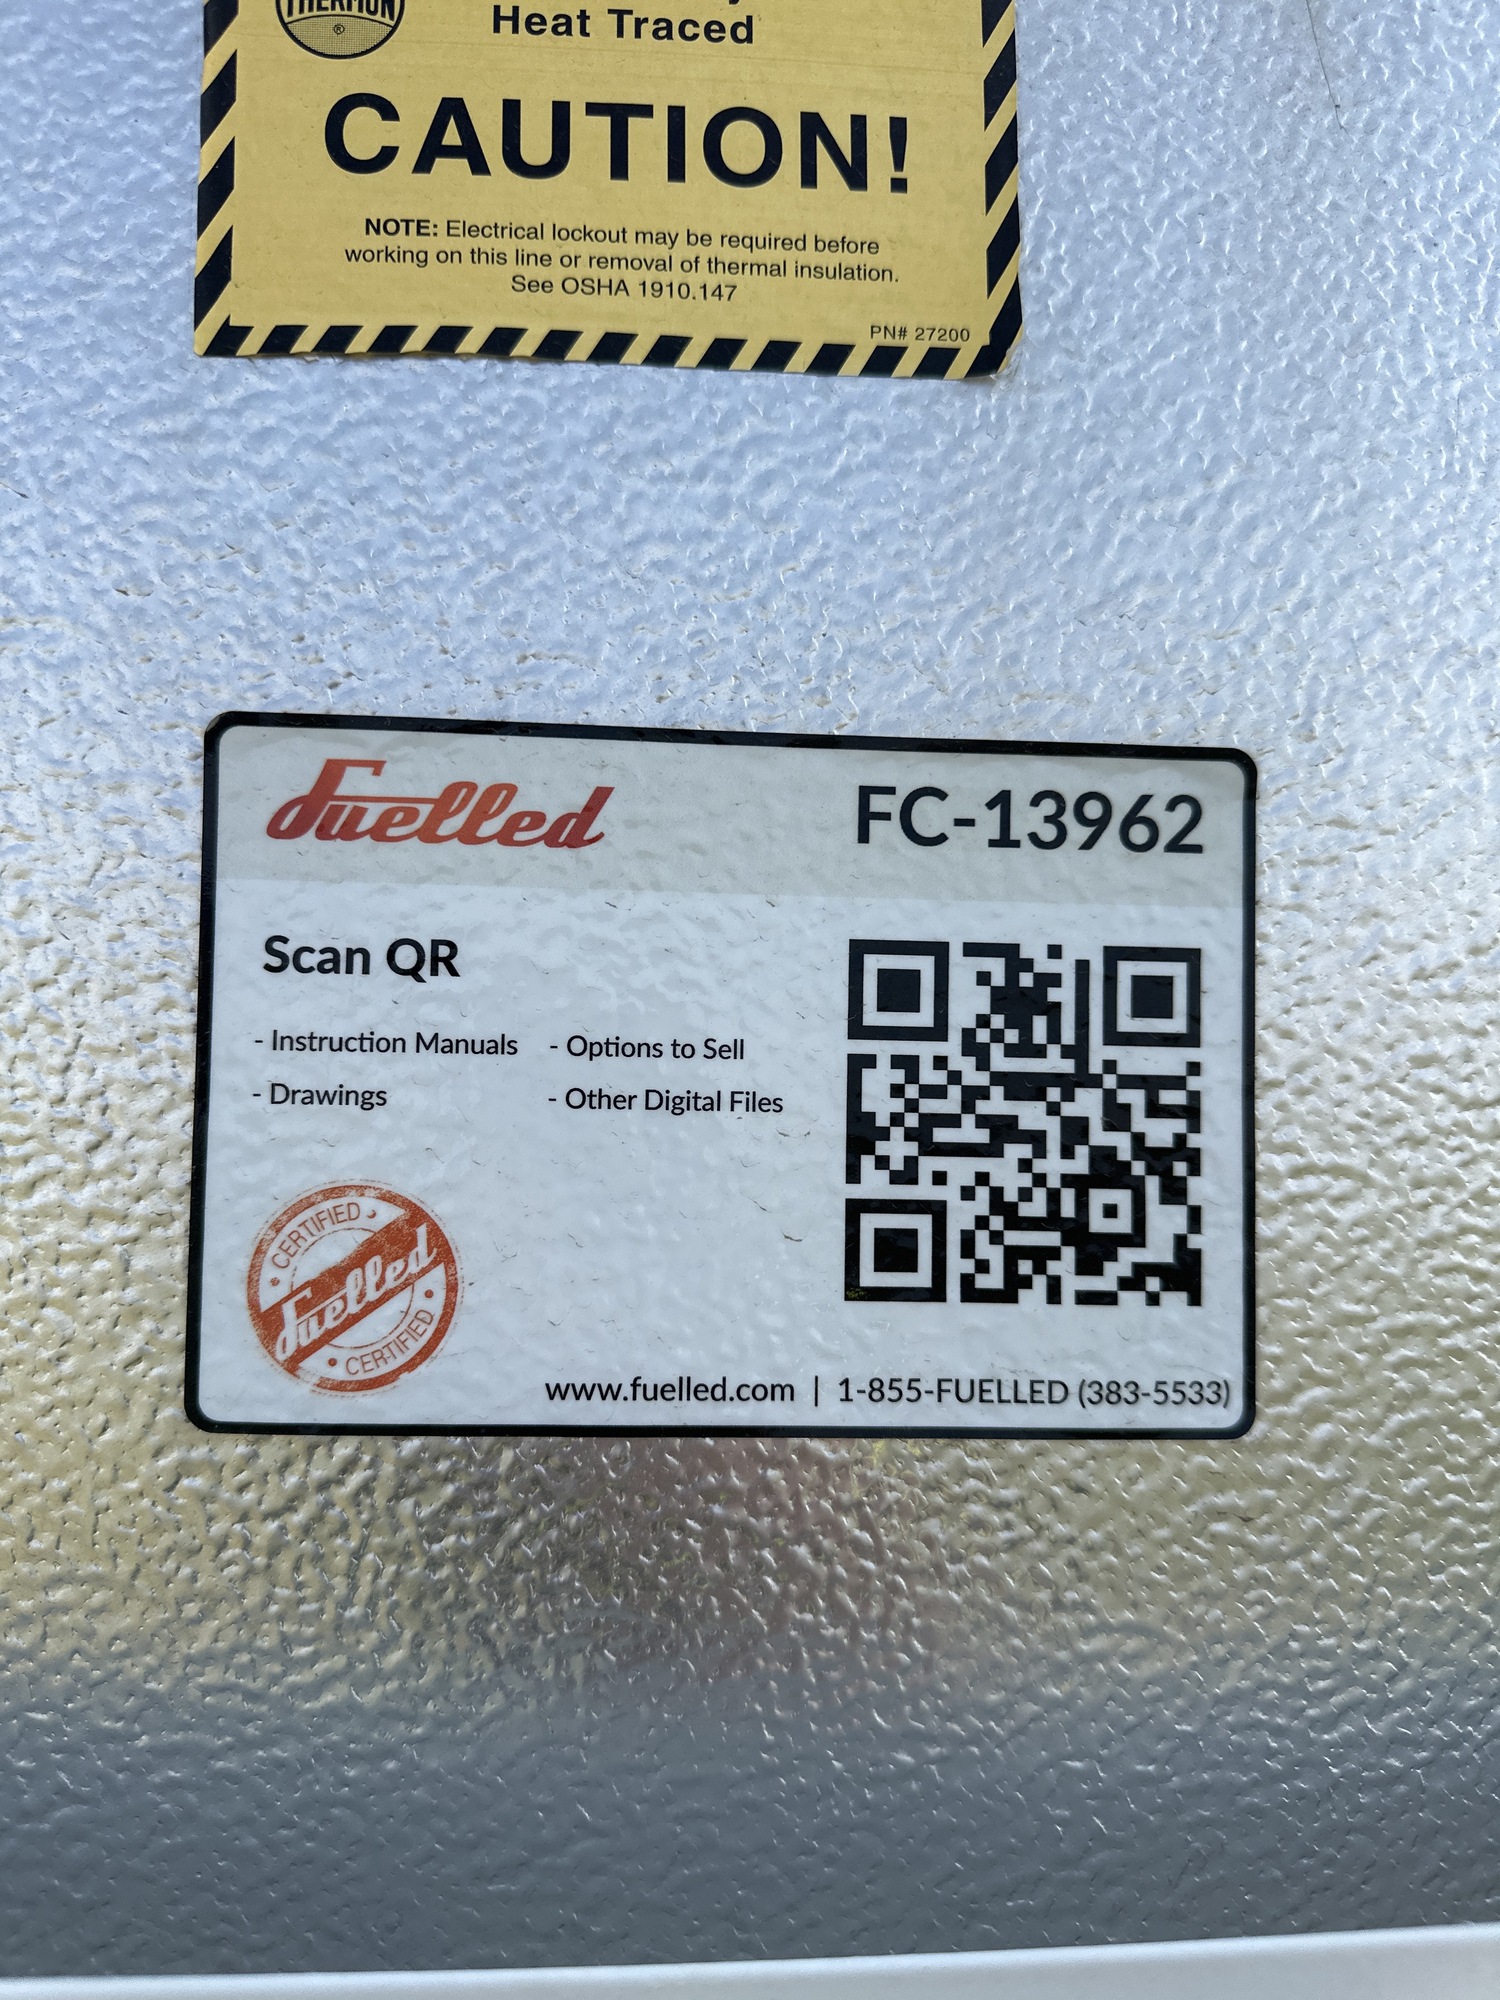 THERMON
®
Heat Traced
CAUTION!
NOTE: Electrical lockout may be required before
working on this line or removal of thermal insulation.
See OSHA 1910.147
PN# 27200
Fuelled
FC-13962
Scan QR
- Instruction Manuals
- Options to Sell
- Drawings
- Other Digital Files
CERTIFIED
Fuelled
CERTIFIED
www.fuelled.com | 1-855-FUELLED (383-5533)